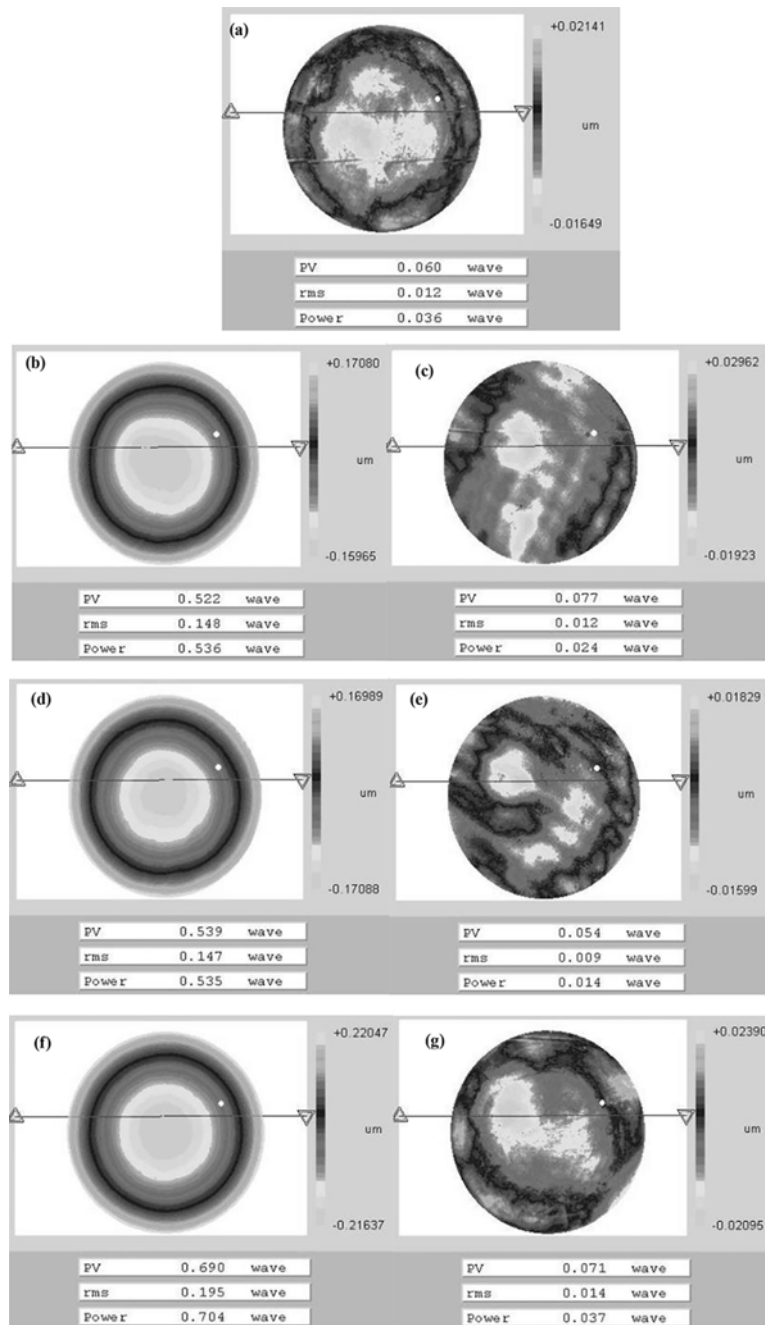 (a)
+0.02141
um
-0.01649
PV 0.060 wave
rms 0.012 wave
Power 0.036 wave
(b)
+0.17080
um
-0.15965
PV 0.522 wave
rms 0.148 wave
Power 0.536 wave
(c)
+0.02962
um
-0.01923
PV 0.077 wave
rms 0.012 wave
Power 0.024 wave
(d)
+0.16989
um
-0.17088
PV 0.539 wave
rms 0.147 wave
Power 0.535 wave
(e)
+0.01829
um
-0.01599
PV 0.054 wave
rms 0.009 wave
Power 0.014 wave
(f)
+0.22047
um
-0.21637
PV 0.690 wave
rms 0.195 wave
Power 0.704 wave
(g)
+0.02390
um
-0.02095
PV 0.071 wave
rms 0.014 wave
Power 0.037 wave